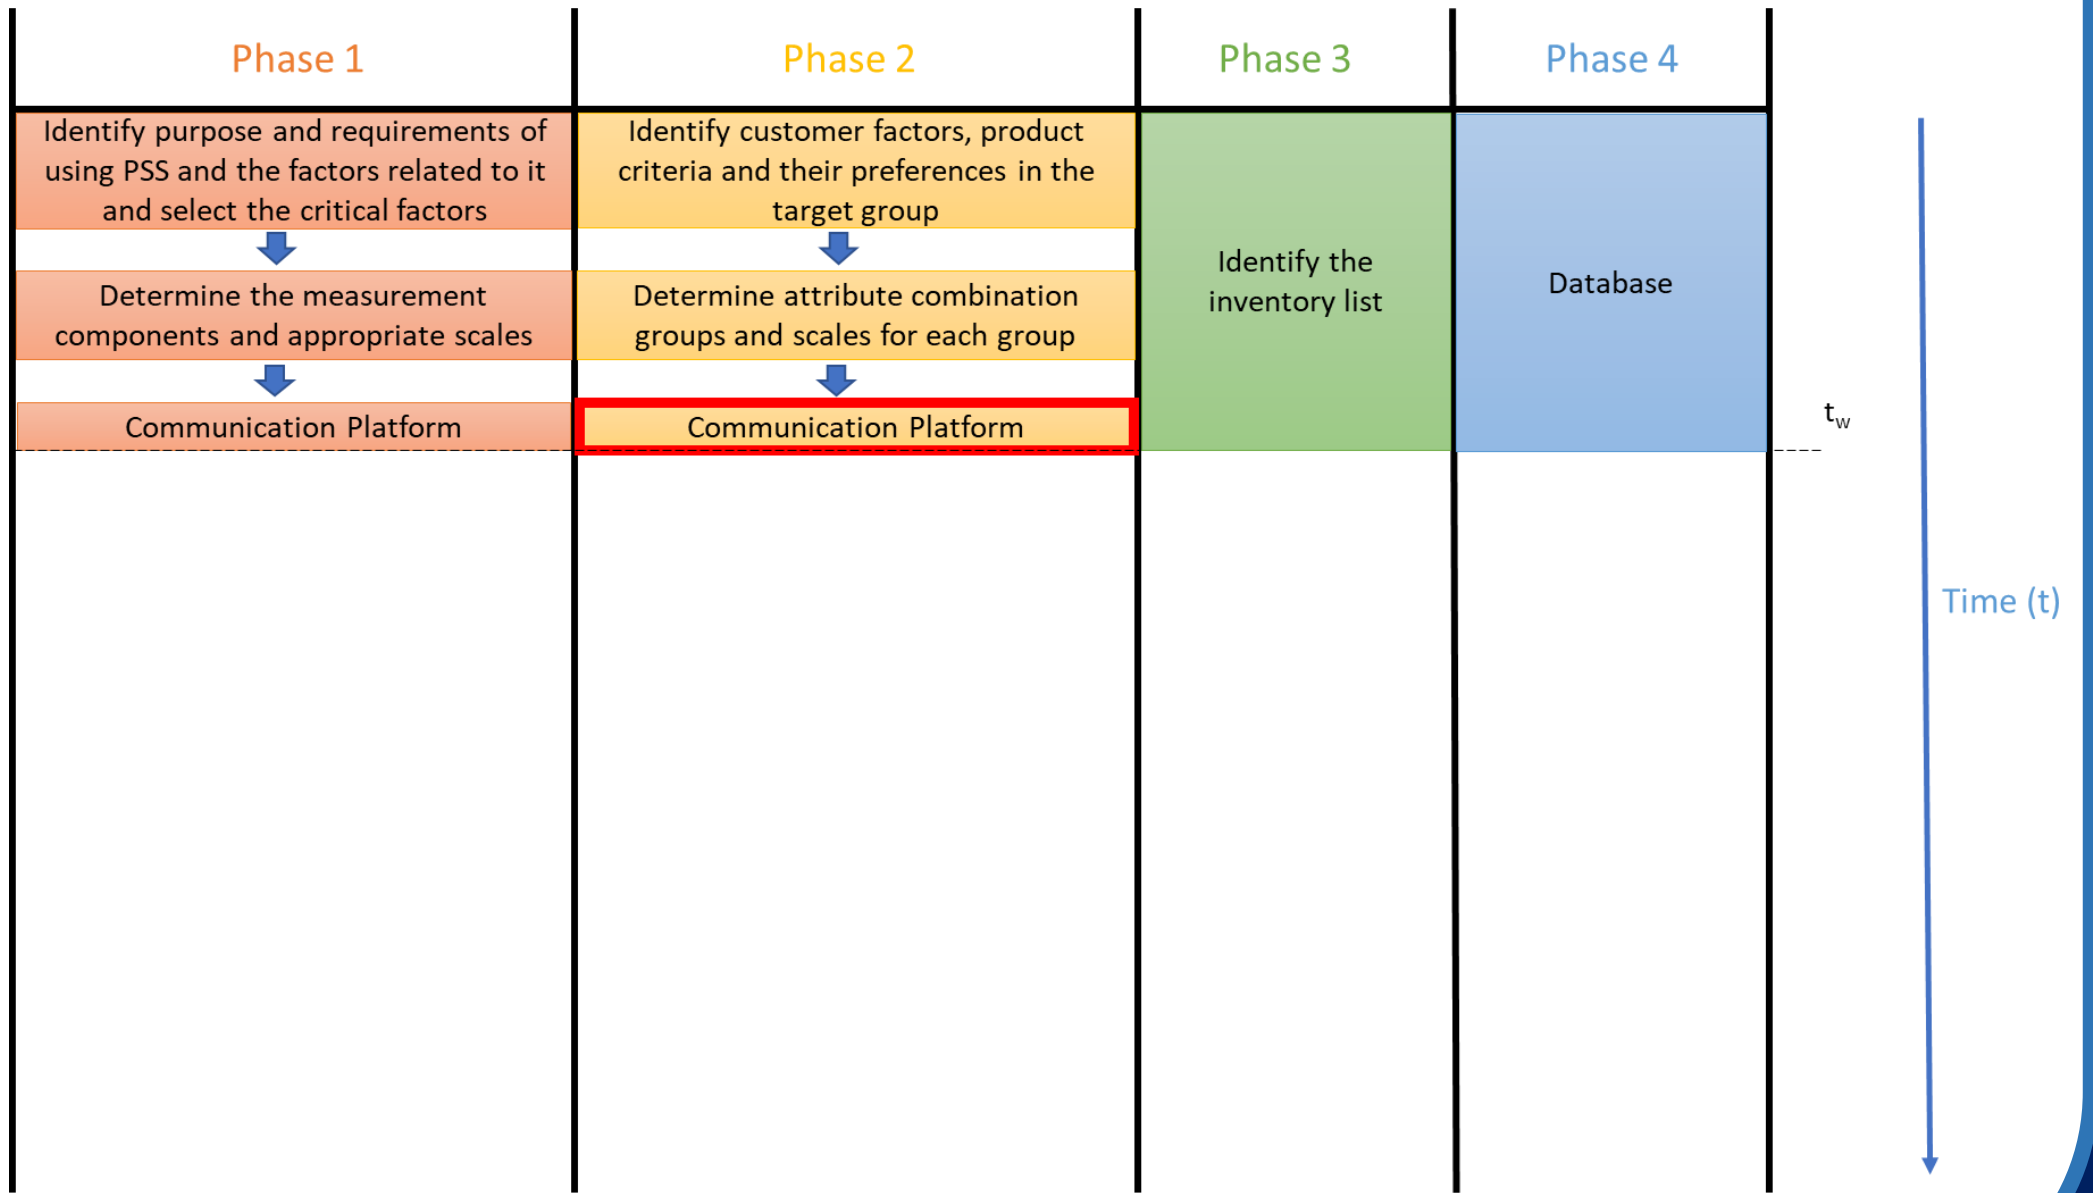 Phase 1
Phase 2
Phase 3
Phase 4
Identify purpose and requirements of
using PSS and the factors related to it
and select the critical factors
Determine the measurement
components and appropriate scales
Communication Platform
Identify customer factors, product
criteria and their preferences in the
target group
Determine attribute combination
groups and scales for each group
Communication Platform
Identify the
inventory list
Database
tw
Time (t)